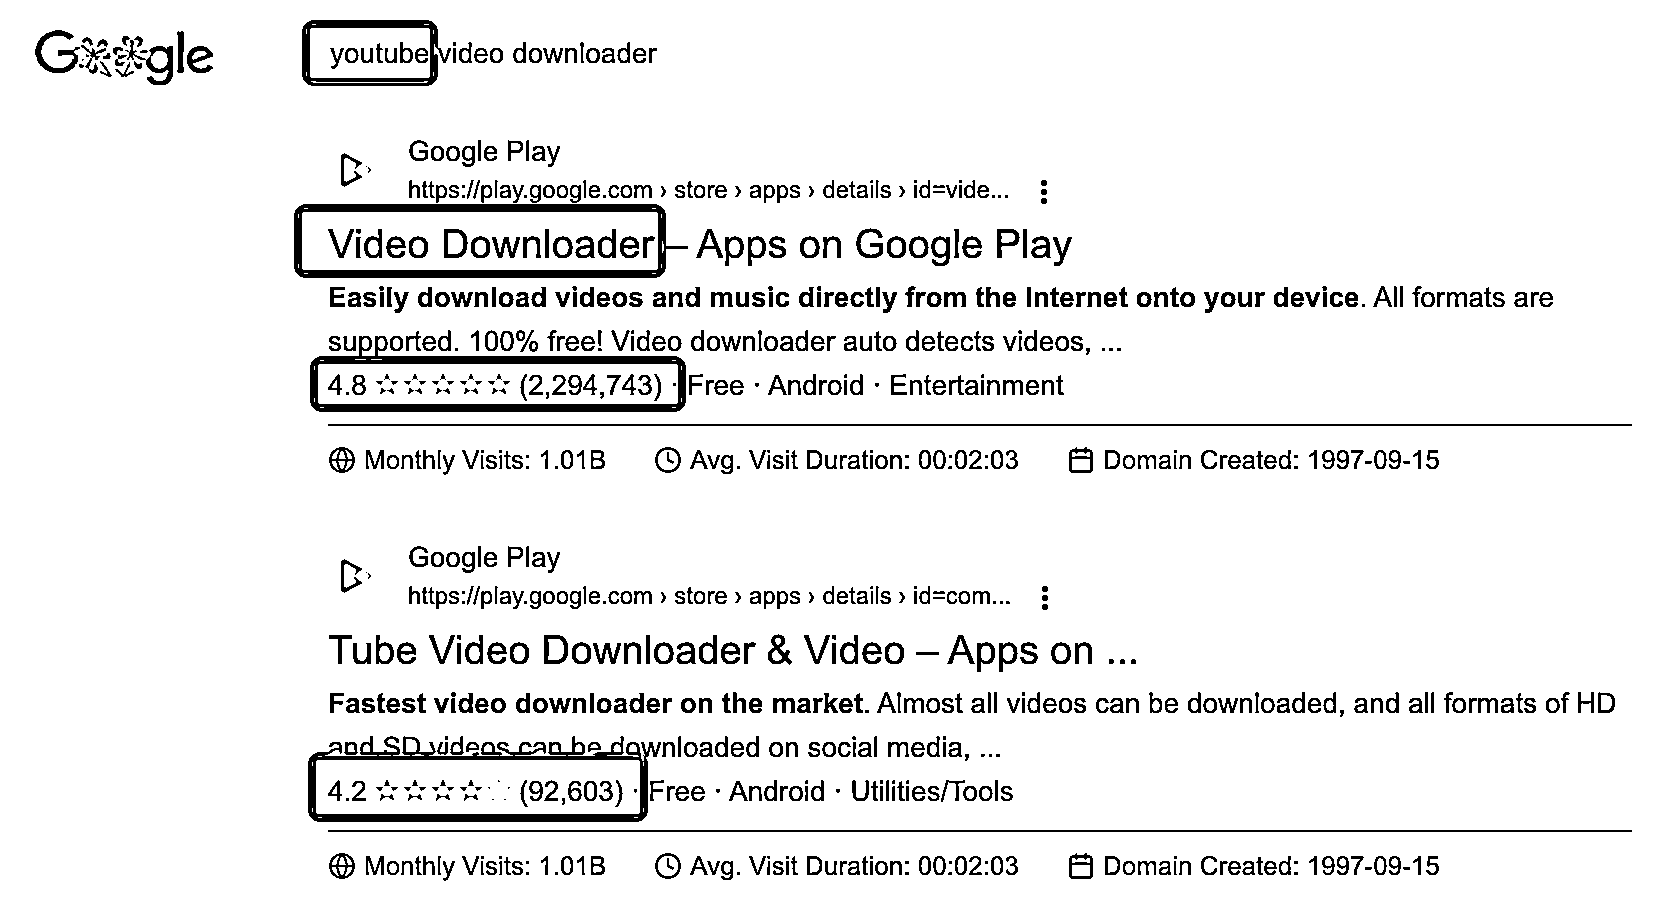 Google
youtube video downloader
Google Play
https://play.google.com › store › apps › details › id=vide...
Video Downloader – Apps on Google Play
Easily download videos and music directly from the Internet onto your device. All formats are
supported. 100% free! Video downloader auto detects videos, ...
4.8 ☆☆☆☆☆ (2,294,743) · Free · Android · Entertainment
Monthly Visits: 1.01B Avg. Visit Duration: 00:02:03 Domain Created: 1997-09-15
Google Play
https://play.google.com › store › apps › details › id=com...
Tube Video Downloader & Video – Apps on ...
Fastest video downloader on the market. Almost all videos can be downloaded, and all formats of HD
and SD videos can be downloaded on social media, ...
4.2 ☆☆☆☆ (92,603) · Free · Android · Utilities/Tools
Monthly Visits: 1.01B Avg. Visit Duration: 00:02:03 Domain Created: 1997-09-15